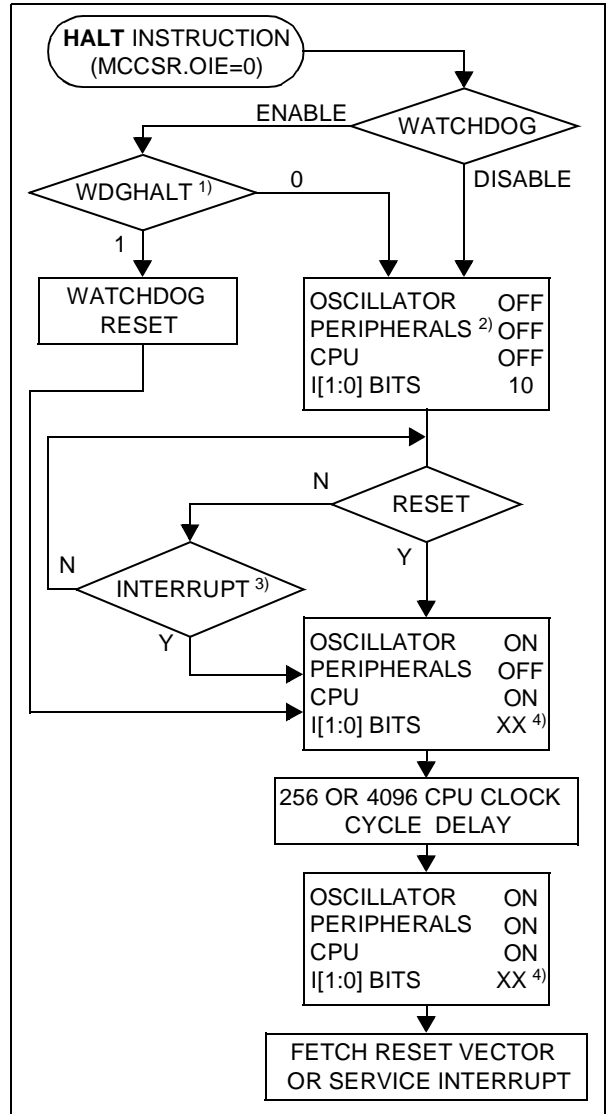 HALT INSTRUCTION
(MCCSR.OIE=0)
ENABLE
WATCHDOG
WDGHALT 1)
0
DISABLE
1
WATCHDOG
RESET
OSCILLATOR OFF
PERIPHERALS 2) OFF
CPU OFF
I[1:0] BITS 10
N
RESET
N
INTERRUPT 3)
Y
Y
OSCILLATOR ON
PERIPHERALS OFF
CPU ON
I[1:0] BITS XX 4)
256 OR 4096 CPU CLOCK
CYCLE DELAY
OSCILLATOR ON
PERIPHERALS ON
CPU ON
I[1:0] BITS XX 4)
FETCH RESET VECTOR
OR SERVICE INTERRUPT